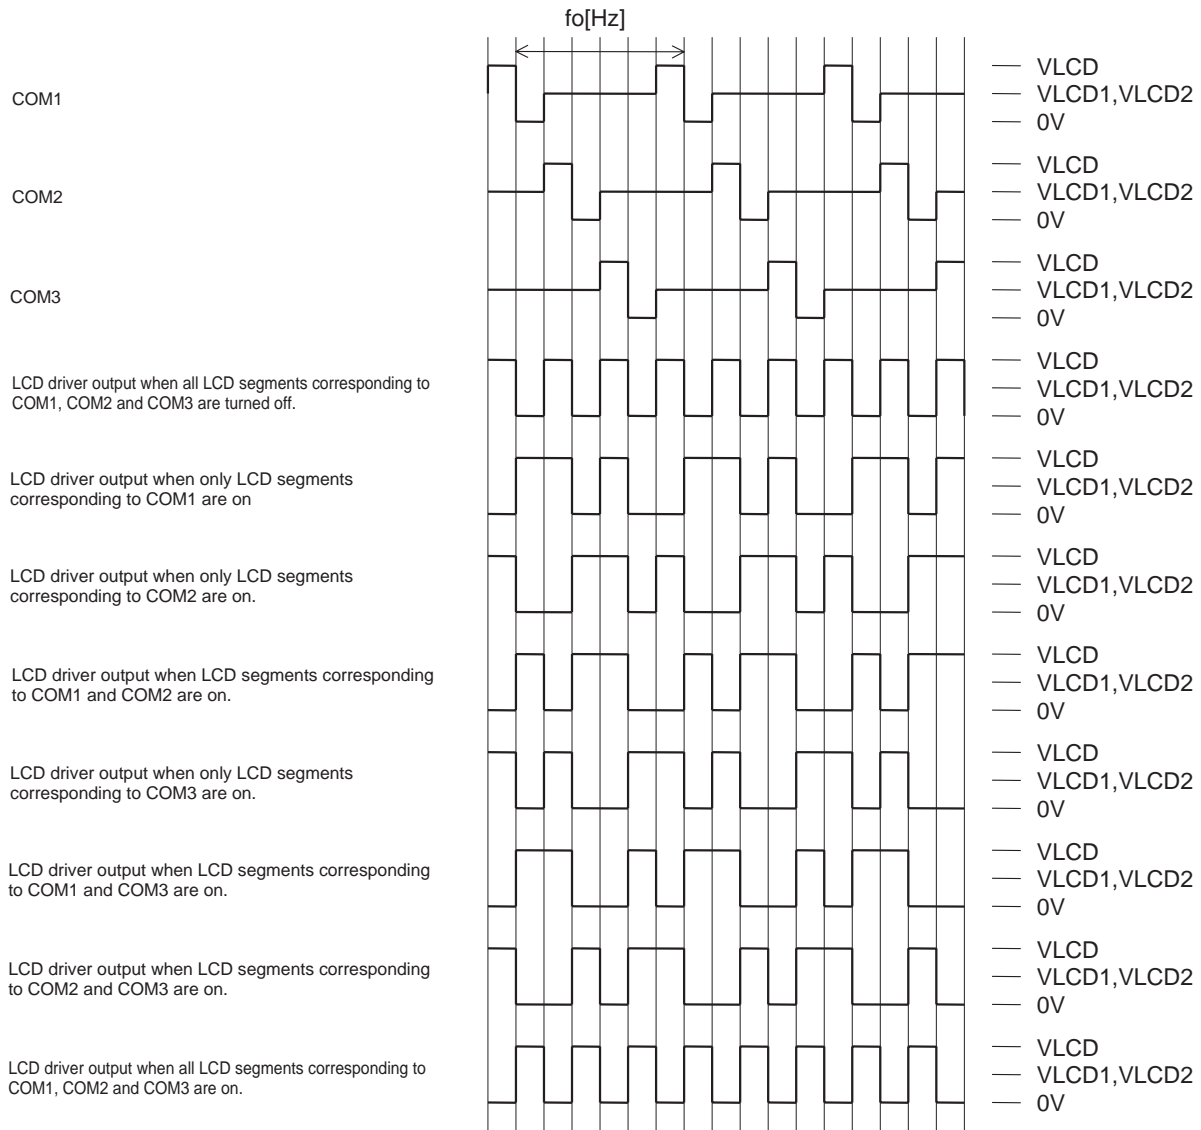 fo[Hz]
COM1
VLCD
VLCD1,VLCD2
0V
COM2
VLCD
VLCD1,VLCD2
0V
COM3
VLCD
VLCD1,VLCD2
0V
LCD driver output when all LCD segments corresponding to
COM1, COM2 and COM3 are turned off.
VLCD
VLCD1,VLCD2
0V
LCD driver output when only LCD segments
corresponding to COM1 are on
VLCD
VLCD1,VLCD2
0V
LCD driver output when only LCD segments
corresponding to COM2 are on.
VLCD
VLCD1,VLCD2
0V
LCD driver output when LCD segments corresponding
to COM1 and COM2 are on.
VLCD
VLCD1,VLCD2
0V
LCD driver output when only LCD segments
corresponding to COM3 are on.
VLCD
VLCD1,VLCD2
0V
LCD driver output when LCD segments corresponding
to COM1 and COM3 are on.
VLCD
VLCD1,VLCD2
0V
LCD driver output when LCD segments corresponding
to COM2 and COM3 are on.
VLCD
VLCD1,VLCD2
0V
LCD driver output when all LCD segments corresponding to
COM1, COM2 and COM3 are on.
VLCD
VLCD1,VLCD2
0V